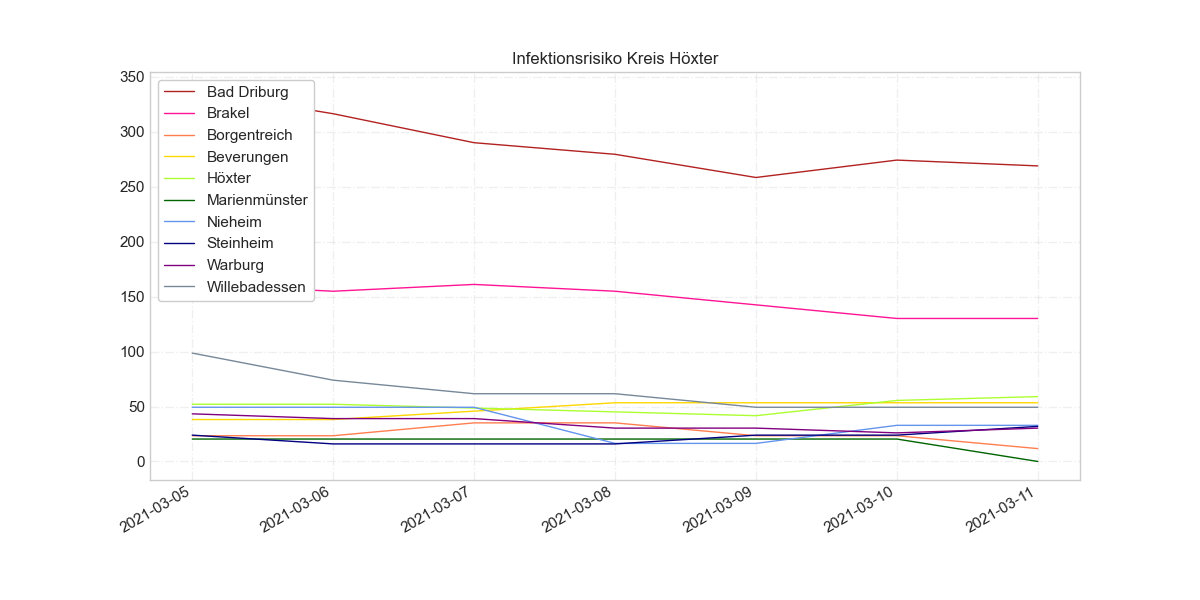 Infektionsrisiko Kreis Höxter
350
300
250
200
150
100
50
0
Bad Driburg
Brakel
Borgentreich
Beverungen
Höxter
Marienmünster
Nieheim
Steinheim
Warburg
Willebadessen
2021-03-05
2021-03-06
2021-03-07
2021-03-08
2021-03-09
2021-03-10
2021-03-11